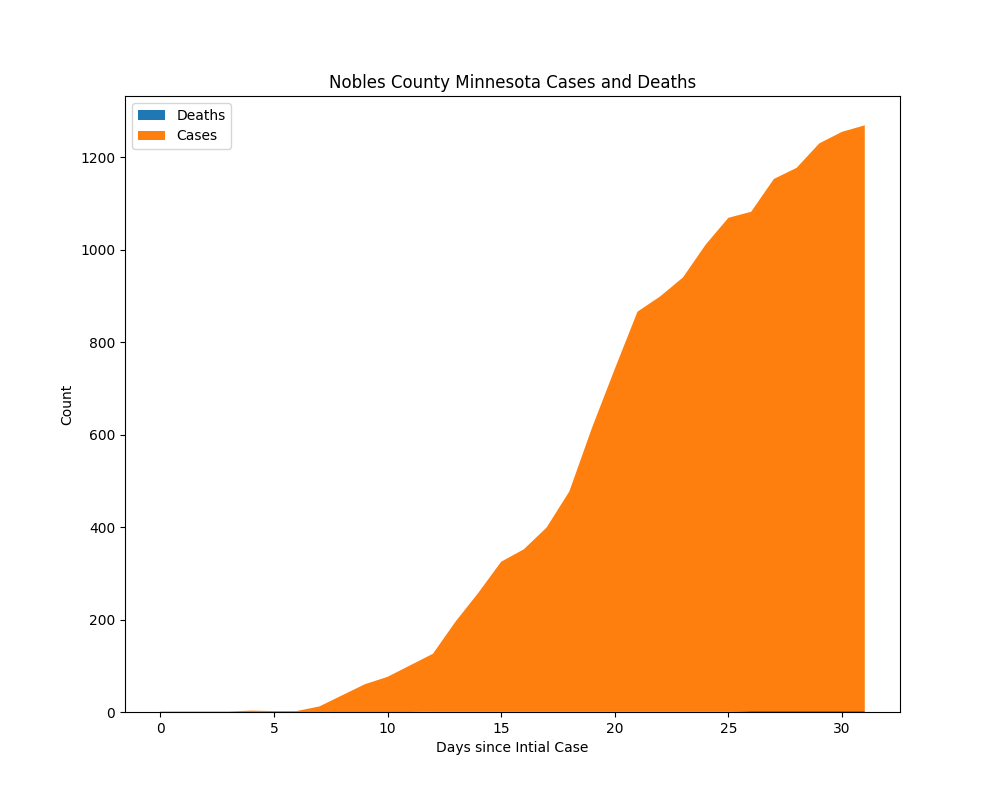 Nobles County Minnesota Cases and Deaths
Deaths
Cases
1200
1000
800
600
400
200
0
Count
0 5 10 15 20 25 30
Days since Intial Case